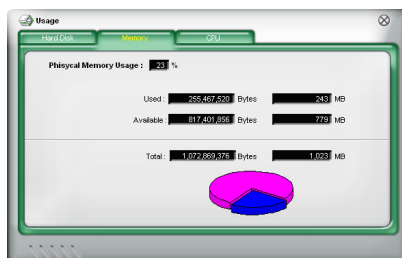 Usage
Hard Disk Memory CPU
Phisycal Memory Usage : 23 %
Used : 255,467,520 Bytes 243 MB
Available : 817,401,856 Bytes 779 MB
Total : 1,072,869,376 Bytes 1,023 MB